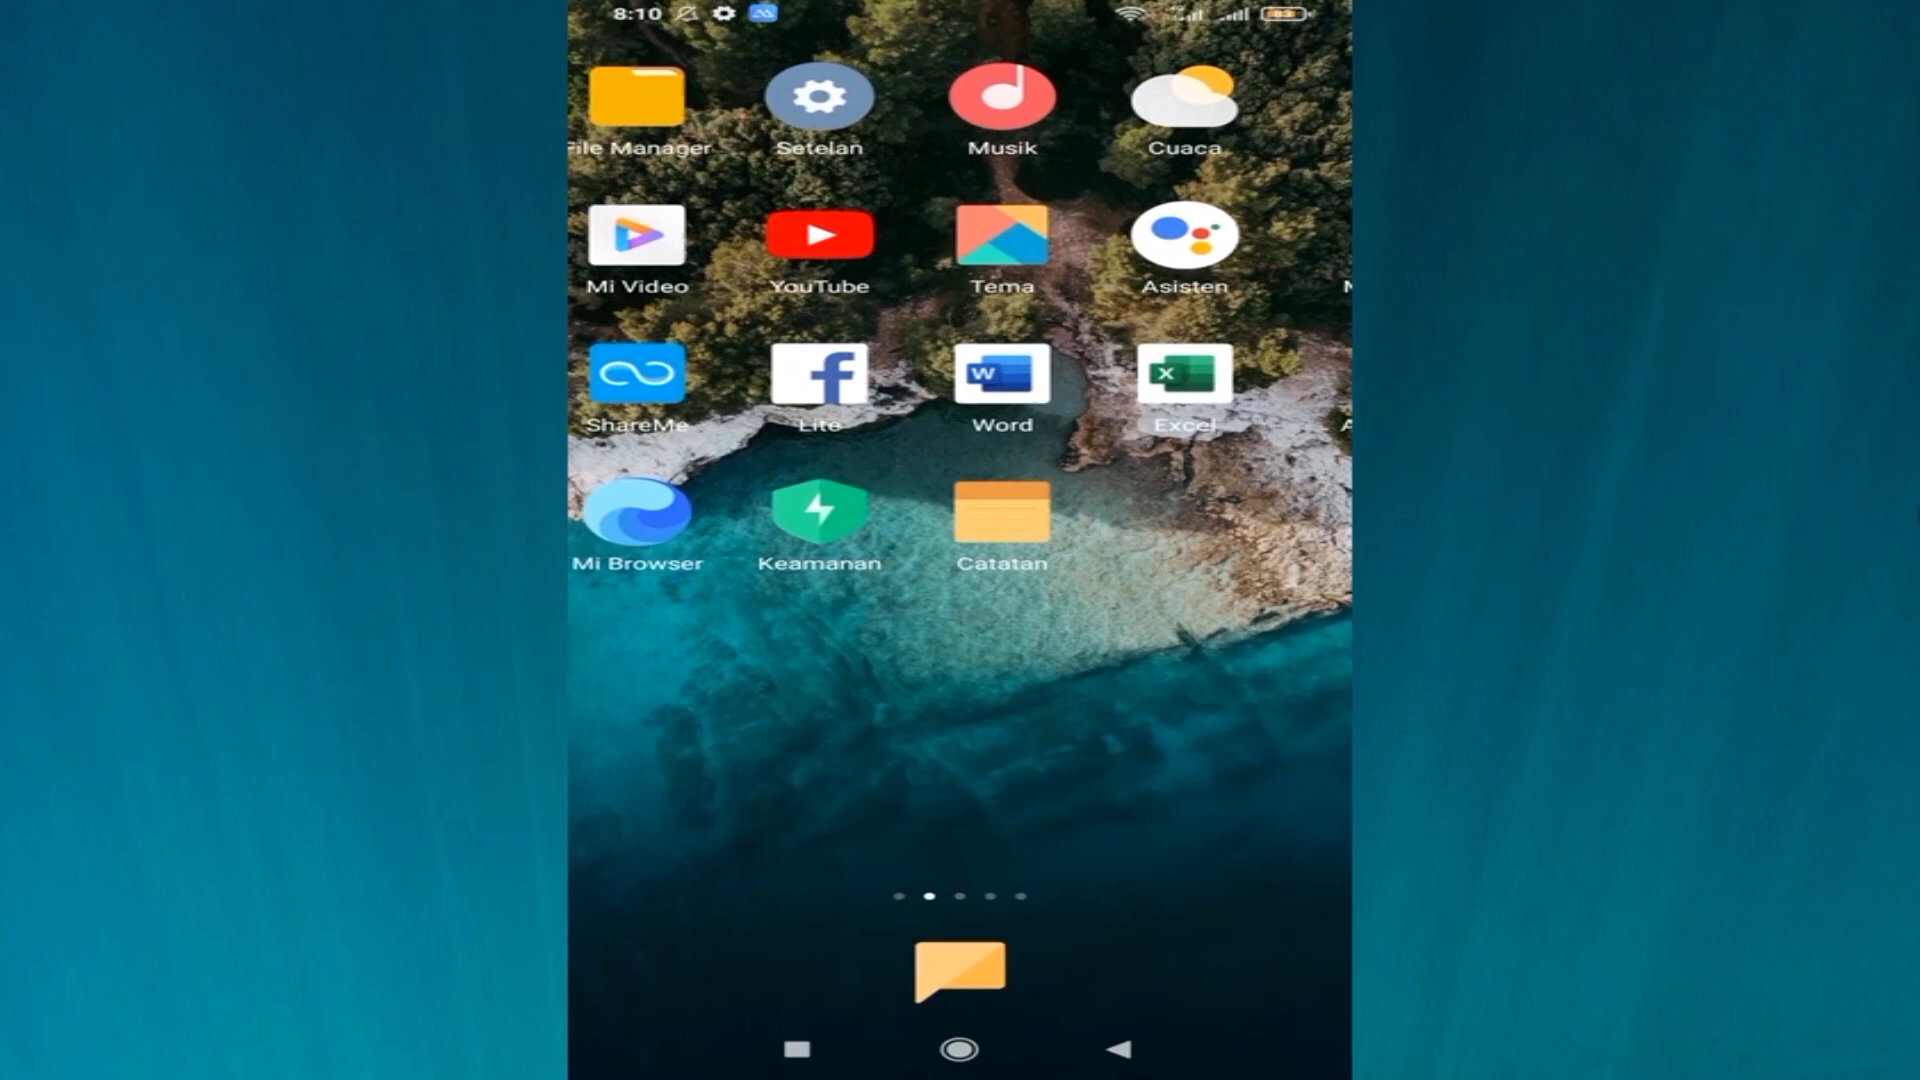 8:10
83
File Manager Setelan Musik Cuaca
Mi Video YouTube Tema Asisten
ShareMe Lite Word Excel
Mi Browser Keamanan Catatan